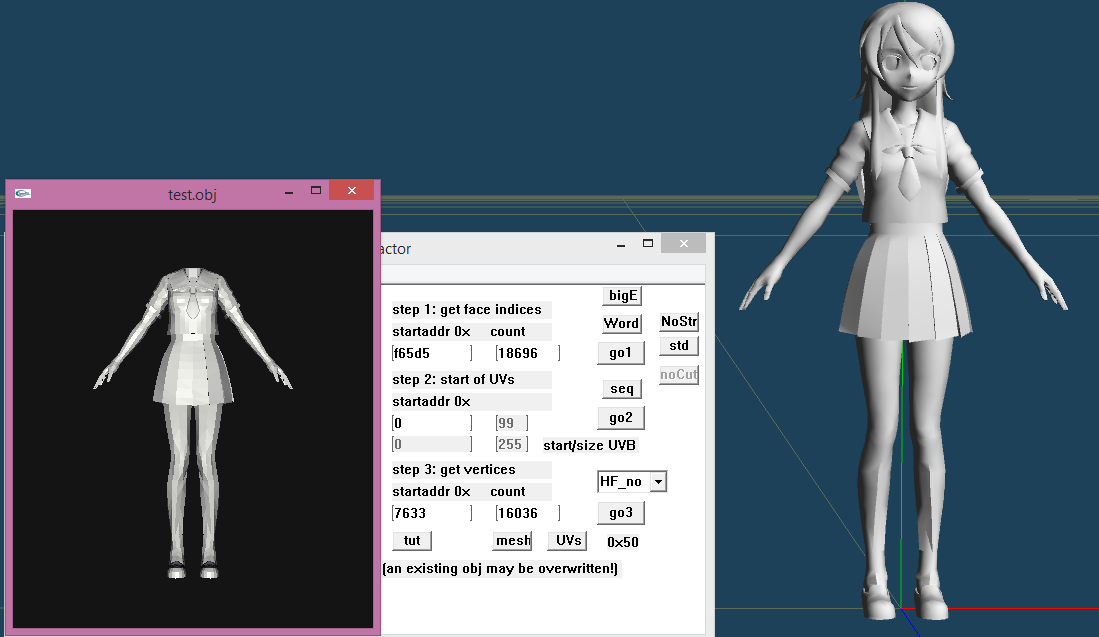 test.obj
actor
bigE
step 1: get face indices
startaddr 0x count
Word
NoStr
f65d5
18696
go1
std
step 2: start of UVs
noCut
startaddr 0x
seq
0
99
go2
0
255
start/size UVB
step 3: get vertices
startaddr 0x count
HF_no
7633
16036
go3
tut
mesh
UVs
0x50
(an existing obj may be overwritten!)